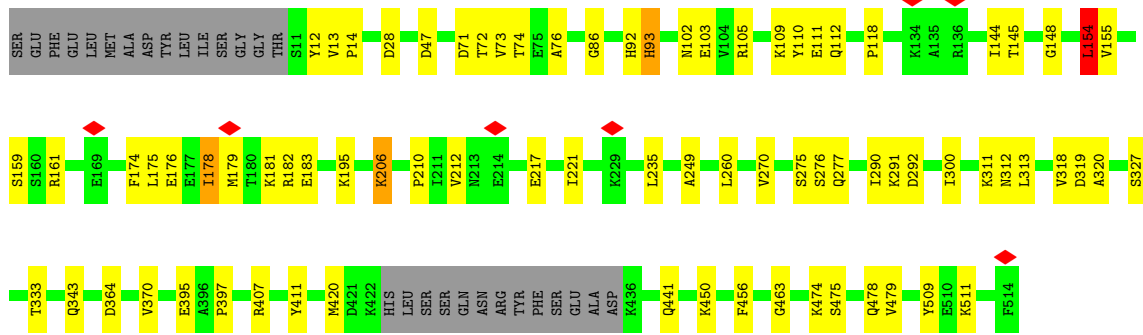 SER GLU PHE GLU LEU MET ALA ASP TYR LEU ILE SER GLY GLY THR S11 Y12 V13 P14 D28 D47 D71 T72 V73 T74 E75 A76 G86 H92 H93 N102 E103 V104 R105 K109 Y110 E111 Q112 P118 K134 A135 R136 I144 T145 G148 L154 V155
S159 S160 R161 E169 F174 L175 E176 E177 I178 M179 T180 K181 R182 E183 K195 K206 P210 I211 V212 N213 E214 E217 I221 K229 L235 A249 L260 V270 S275 S276 Q277 I290 K291 D292 I300 K311 N312 L313 V318 D319 A320 S327
T333 Q343 D364 V370 E395 A396 P397 R407 Y411 M420 D421 K422 HIS LEU SER SER GLN ASN ARG TYR PHE SER GLU ALA ASP K436 Q441 K450 F456 G463 K474 S475 Q478 V479 Y509 E510 K511 F514